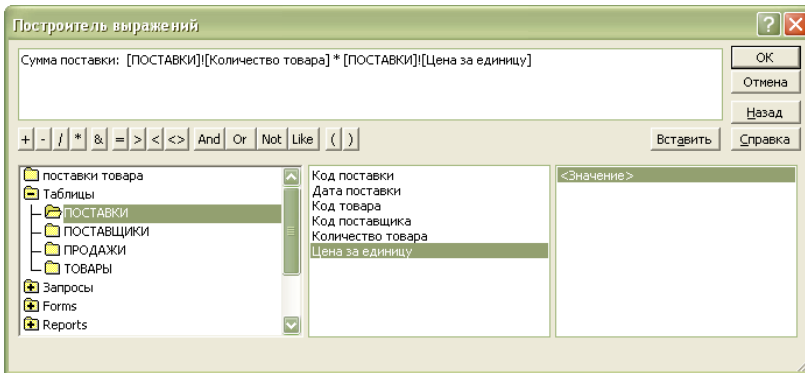 Построитель выражений
Сумма поставки: [ПОСТАВКИ]![Количество товара] * [ПОСТАВКИ]![Цена за единицу]
ОК
Отмена
Назад
+ - / * & = > < <> And Or Not Like ( )
Вставить
Справка
поставки товара
Таблицы
ПОСТАВКИ
ПОСТАВЩИКИ
ПРОДАЖИ
ТОВАРЫ
Запросы
Forms
Reports
Код поставки
Дата поставки
Код товара
Код поставщика
Количество товара
Цена за единицу
<Значение>